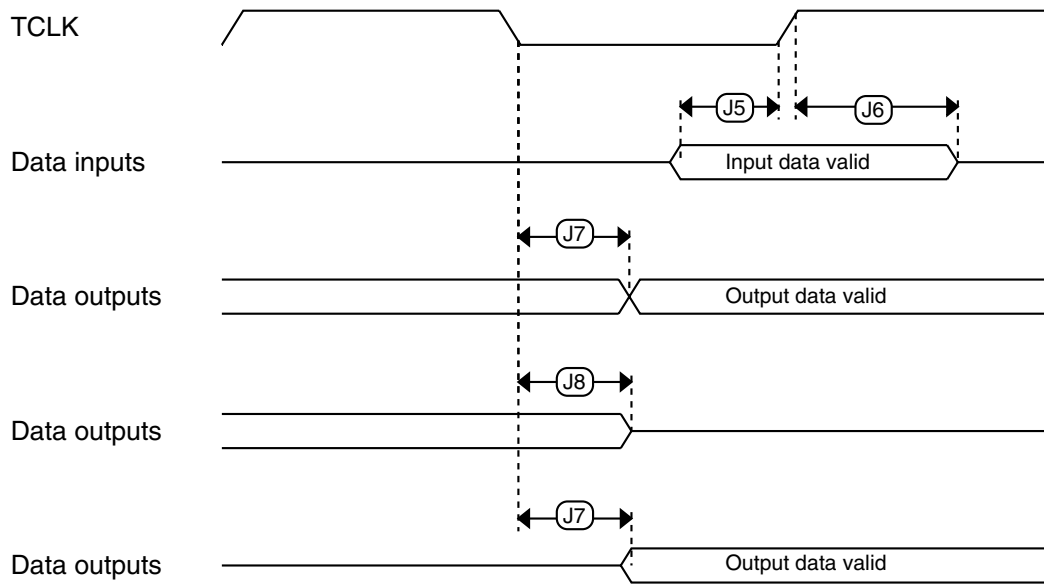 TCLK
J5
J6
Data inputs
Input data valid
J7
Data outputs
Output data valid
J8
Data outputs
J7
Data outputs
Output data valid